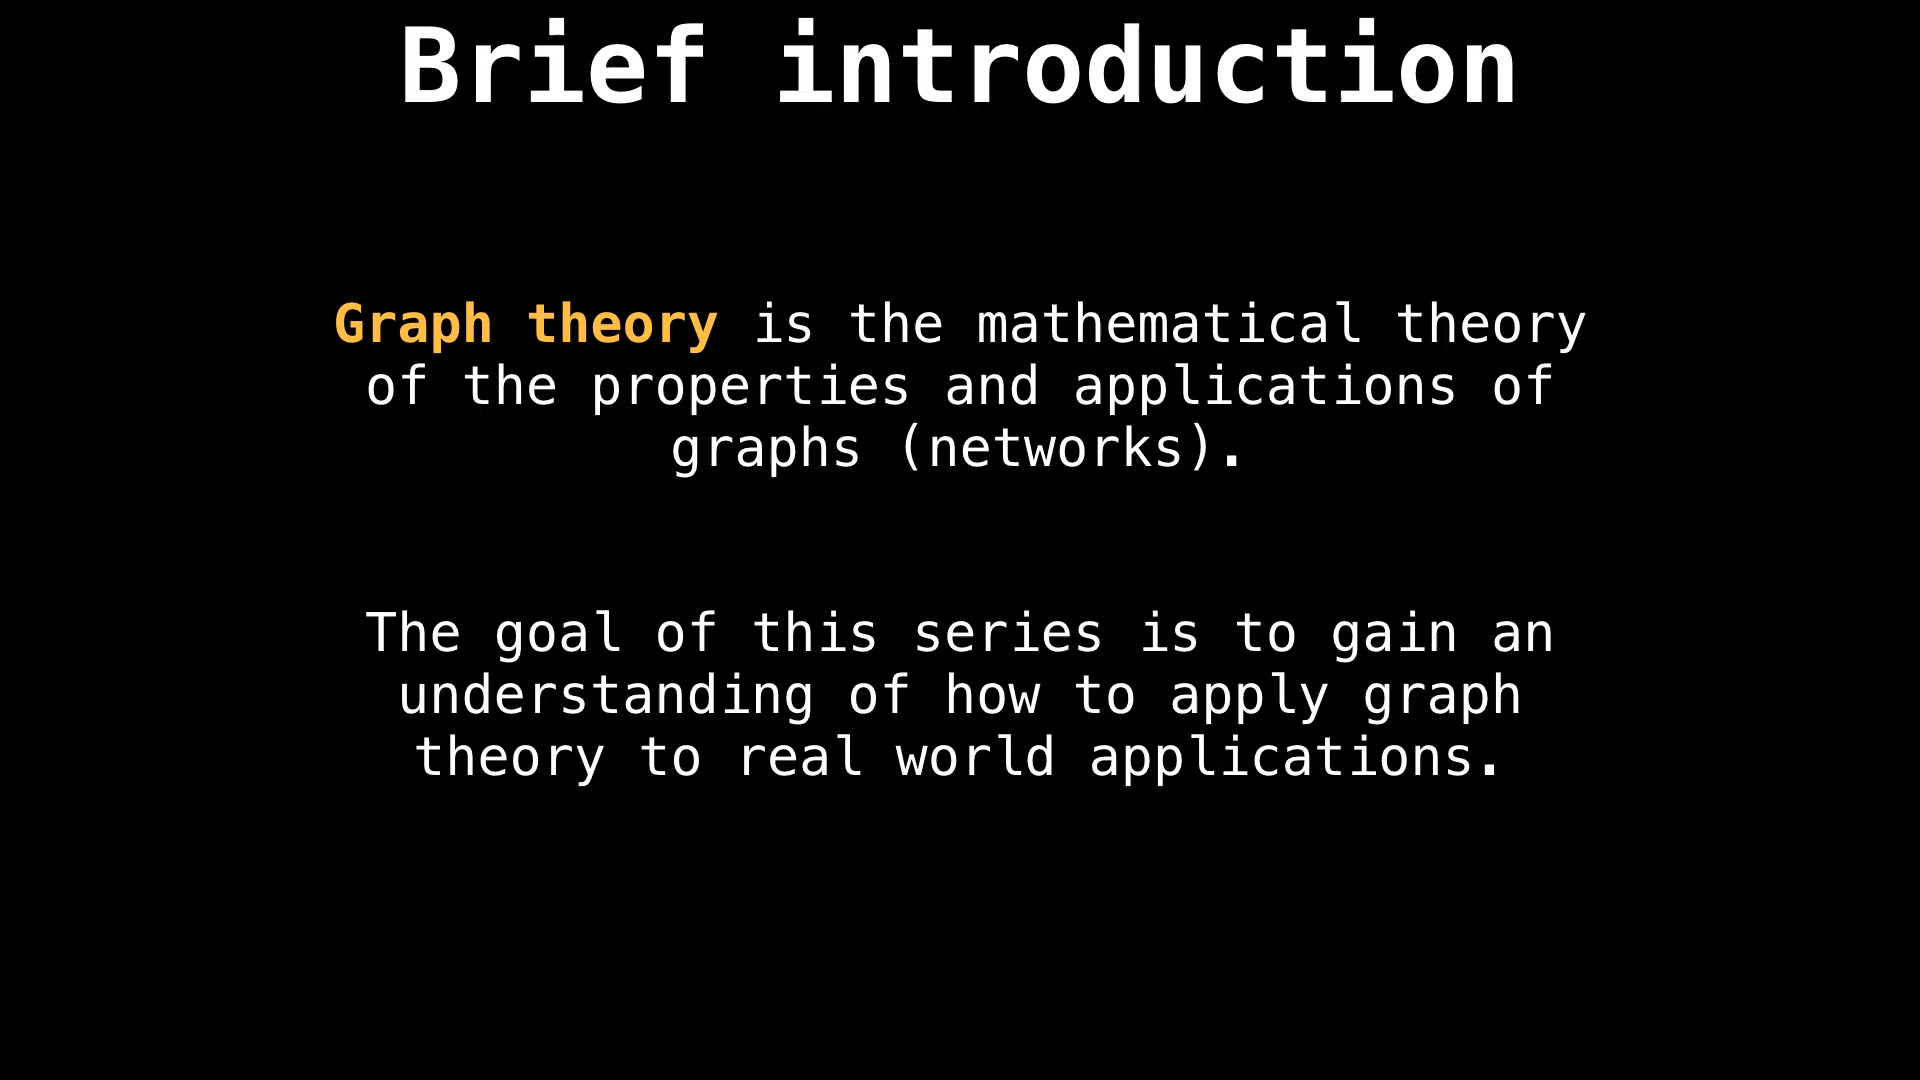 Brief introduction
Graph theory is the mathematical theory
of the properties and applications of
graphs (networks).
The goal of this series is to gain an
understanding of how to apply graph
theory to real world applications.